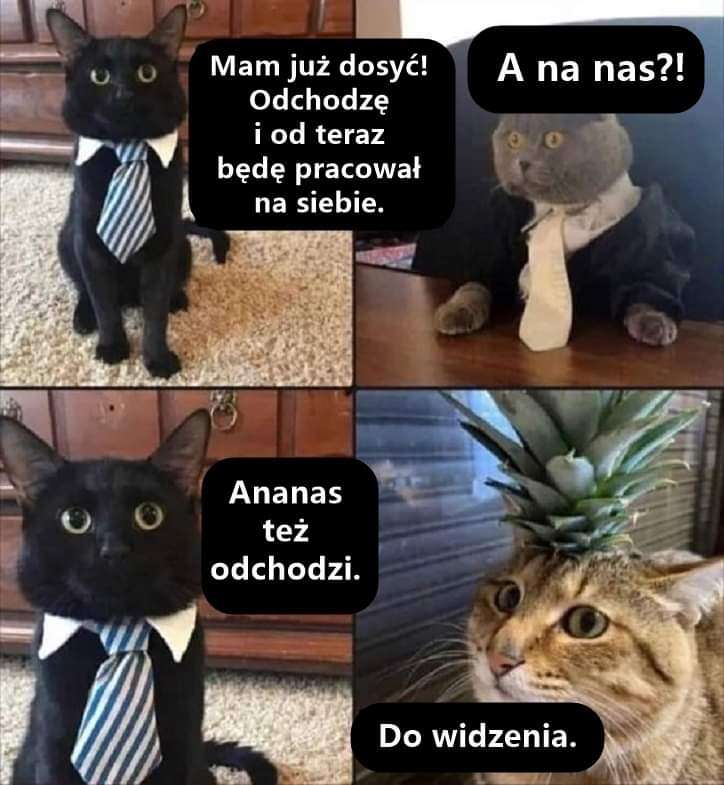 Mam już dosyć!
Odchodzę
i od teraz
będę pracował
na siebie.
A na nas?!
Ananas
też
odchodzi.
Do widzenia.